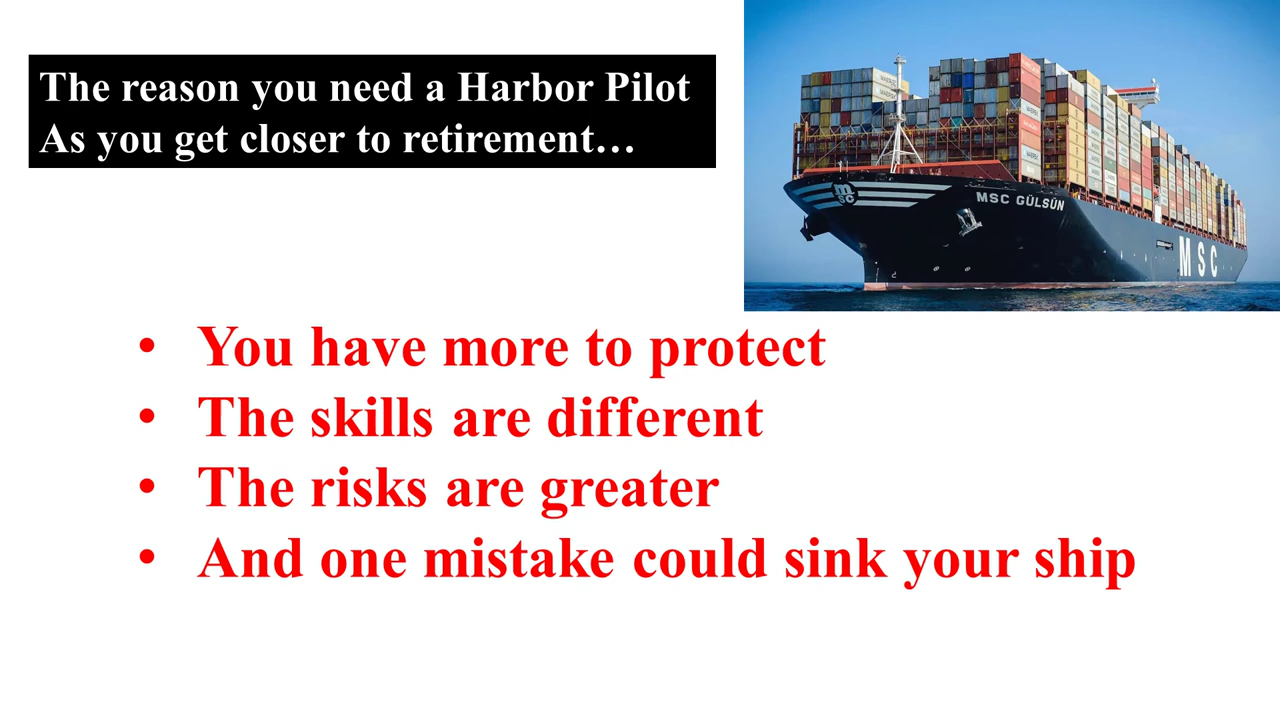 The reason you need a Harbor Pilot
As you get closer to retirement…
MSC GÜLSÜN
MSC
MSC
• You have more to protect
• The skills are different
• The risks are greater
• And one mistake could sink your ship